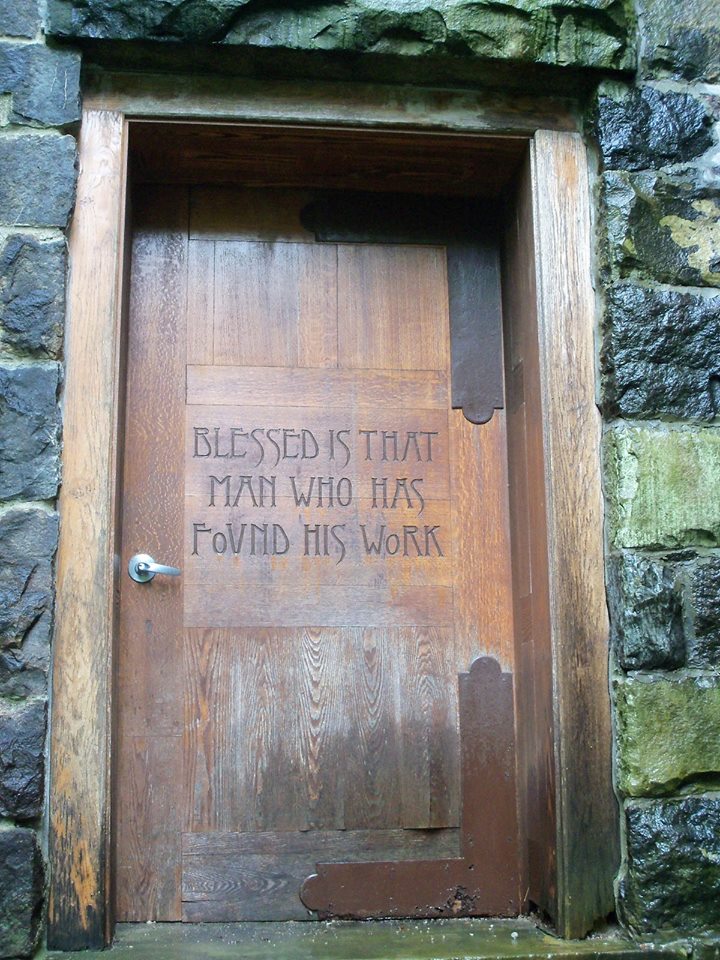 BLESSED IS THAT
MAN WHO HAS
FoVND HIS WoRK